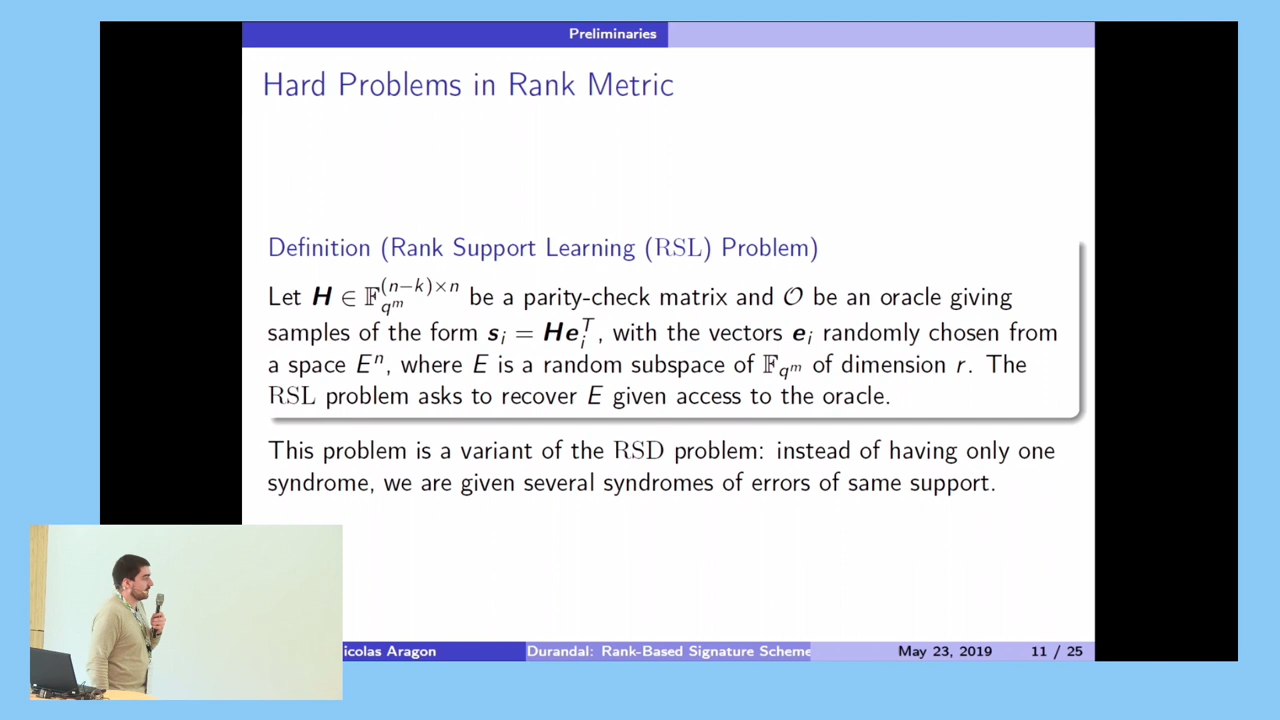 Preliminaries
Hard Problems in Rank Metric
Definition (Rank Support Learning (RSL) Problem)
Let H ∈ 𝔽_{q^m}^{(n−k)×n} be a parity-check matrix and 𝒪 be an oracle giving
samples of the form s_i = He_i^T, with the vectors e_i randomly chosen from
a space E^n, where E is a random subspace of 𝔽_{q^m} of dimension r. The
RSL problem asks to recover E given access to the oracle.
This problem is a variant of the RSD problem: instead of having only one
syndrome, we are given several syndromes of errors of same support.
icolas Aragon
Durandal: Rank-Based Signature Scheme
May 23, 2019
11 / 25